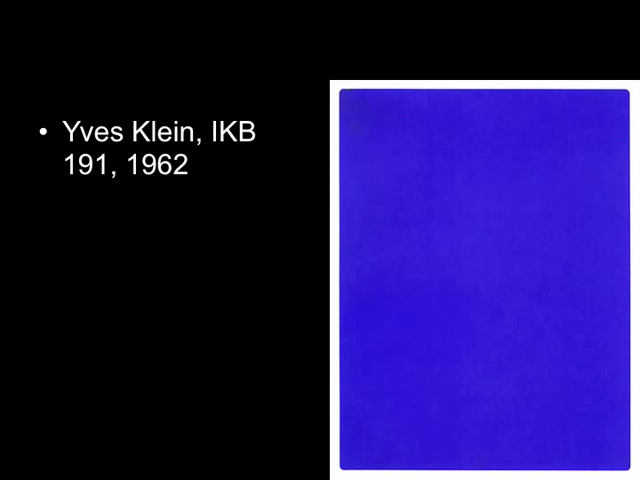 • Yves Klein, IKB
191, 1962